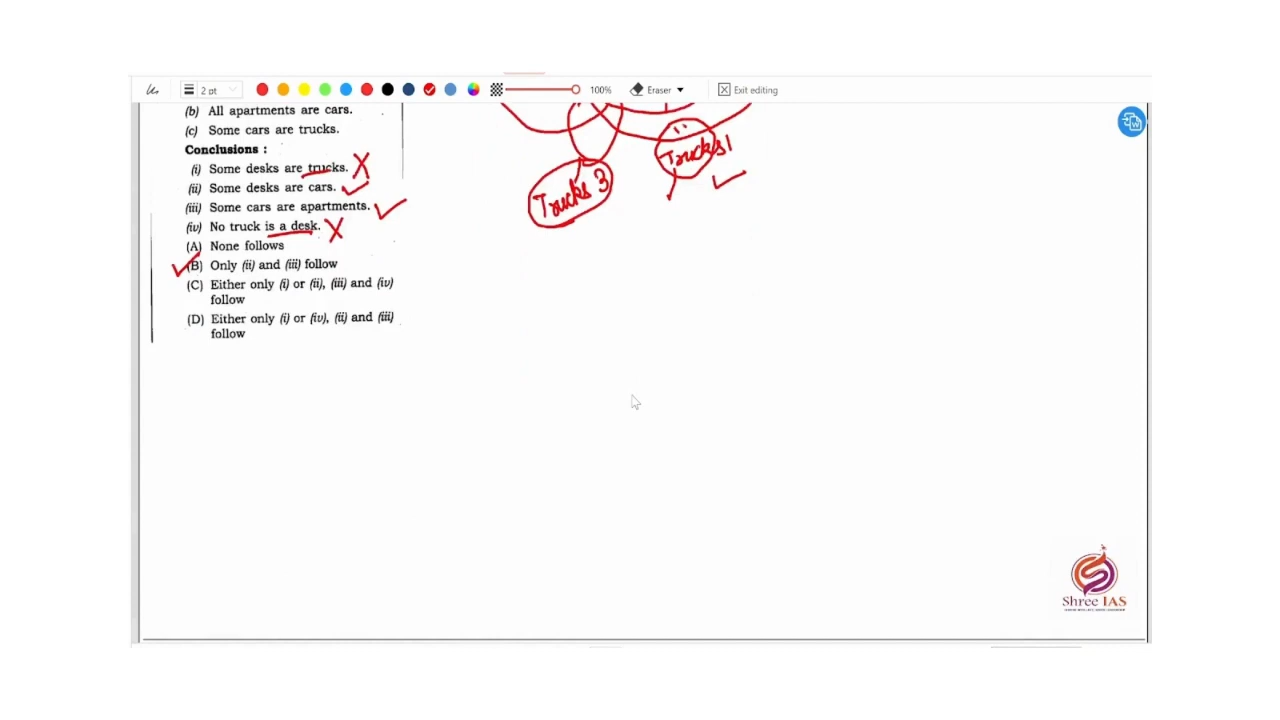 2 pt
100%
Eraser
Exit editing
(b) All apartments are cars.
(c) Some cars are trucks.
Conclusions :
(i) Some desks are trucks.
(ii) Some desks are cars.
(iii) Some cars are apartments.
(iv) No truck is a desk.
(A) None follows
(B) Only (ii) and (iii) follow
(C) Either only (i) or (ii), (iii) and (iv)
follow
(D) Either only (i) or (iv), (ii) and (iii)
follow
Trucks 1
Trucks 3
Shree IAS